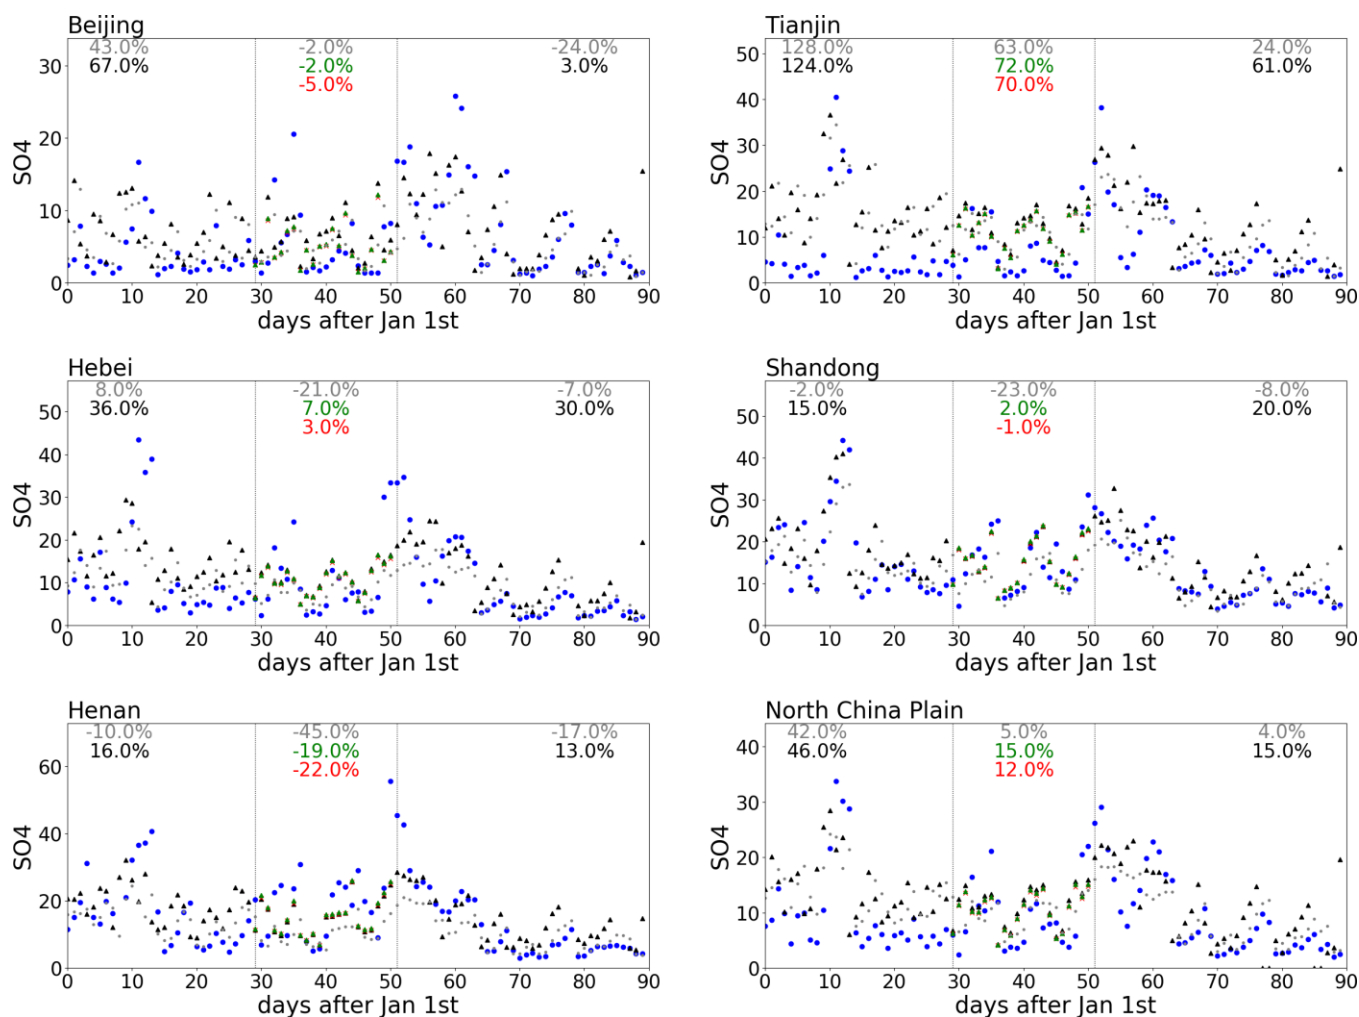 Beijing
43.0% -2.0% -24.0%
67.0% -2.0% 3.0%
-5.0%
30
20
10
0
SO4
0 10 20 30 40 50 60 70 80 90
days after Jan 1st
Tianjin
128.0% 63.0% 24.0%
124.0% 72.0% 61.0%
70.0%
50
40
30
20
10
0
SO4
0 10 20 30 40 50 60 70 80 90
days after Jan 1st
Hebei
8.0% -21.0% -7.0%
36.0% 7.0% 30.0%
3.0%
50
40
30
20
10
0
SO4
0 10 20 30 40 50 60 70 80 90
days after Jan 1st
Shandong
-2.0% -23.0% -8.0%
15.0% 2.0% 20.0%
-1.0%
50
40
30
20
10
0
SO4
0 10 20 30 40 50 60 70 80 90
days after Jan 1st
Henan
-10.0% -45.0% -17.0%
16.0% -19.0% 13.0%
-22.0%
60
40
20
0
SO4
0 10 20 30 40 50 60 70 80 90
days after Jan 1st
North China Plain
42.0% 5.0% 4.0%
46.0% 15.0% 15.0%
12.0%
40
30
20
10
0
SO4
0 10 20 30 40 50 60 70 80 90
days after Jan 1st